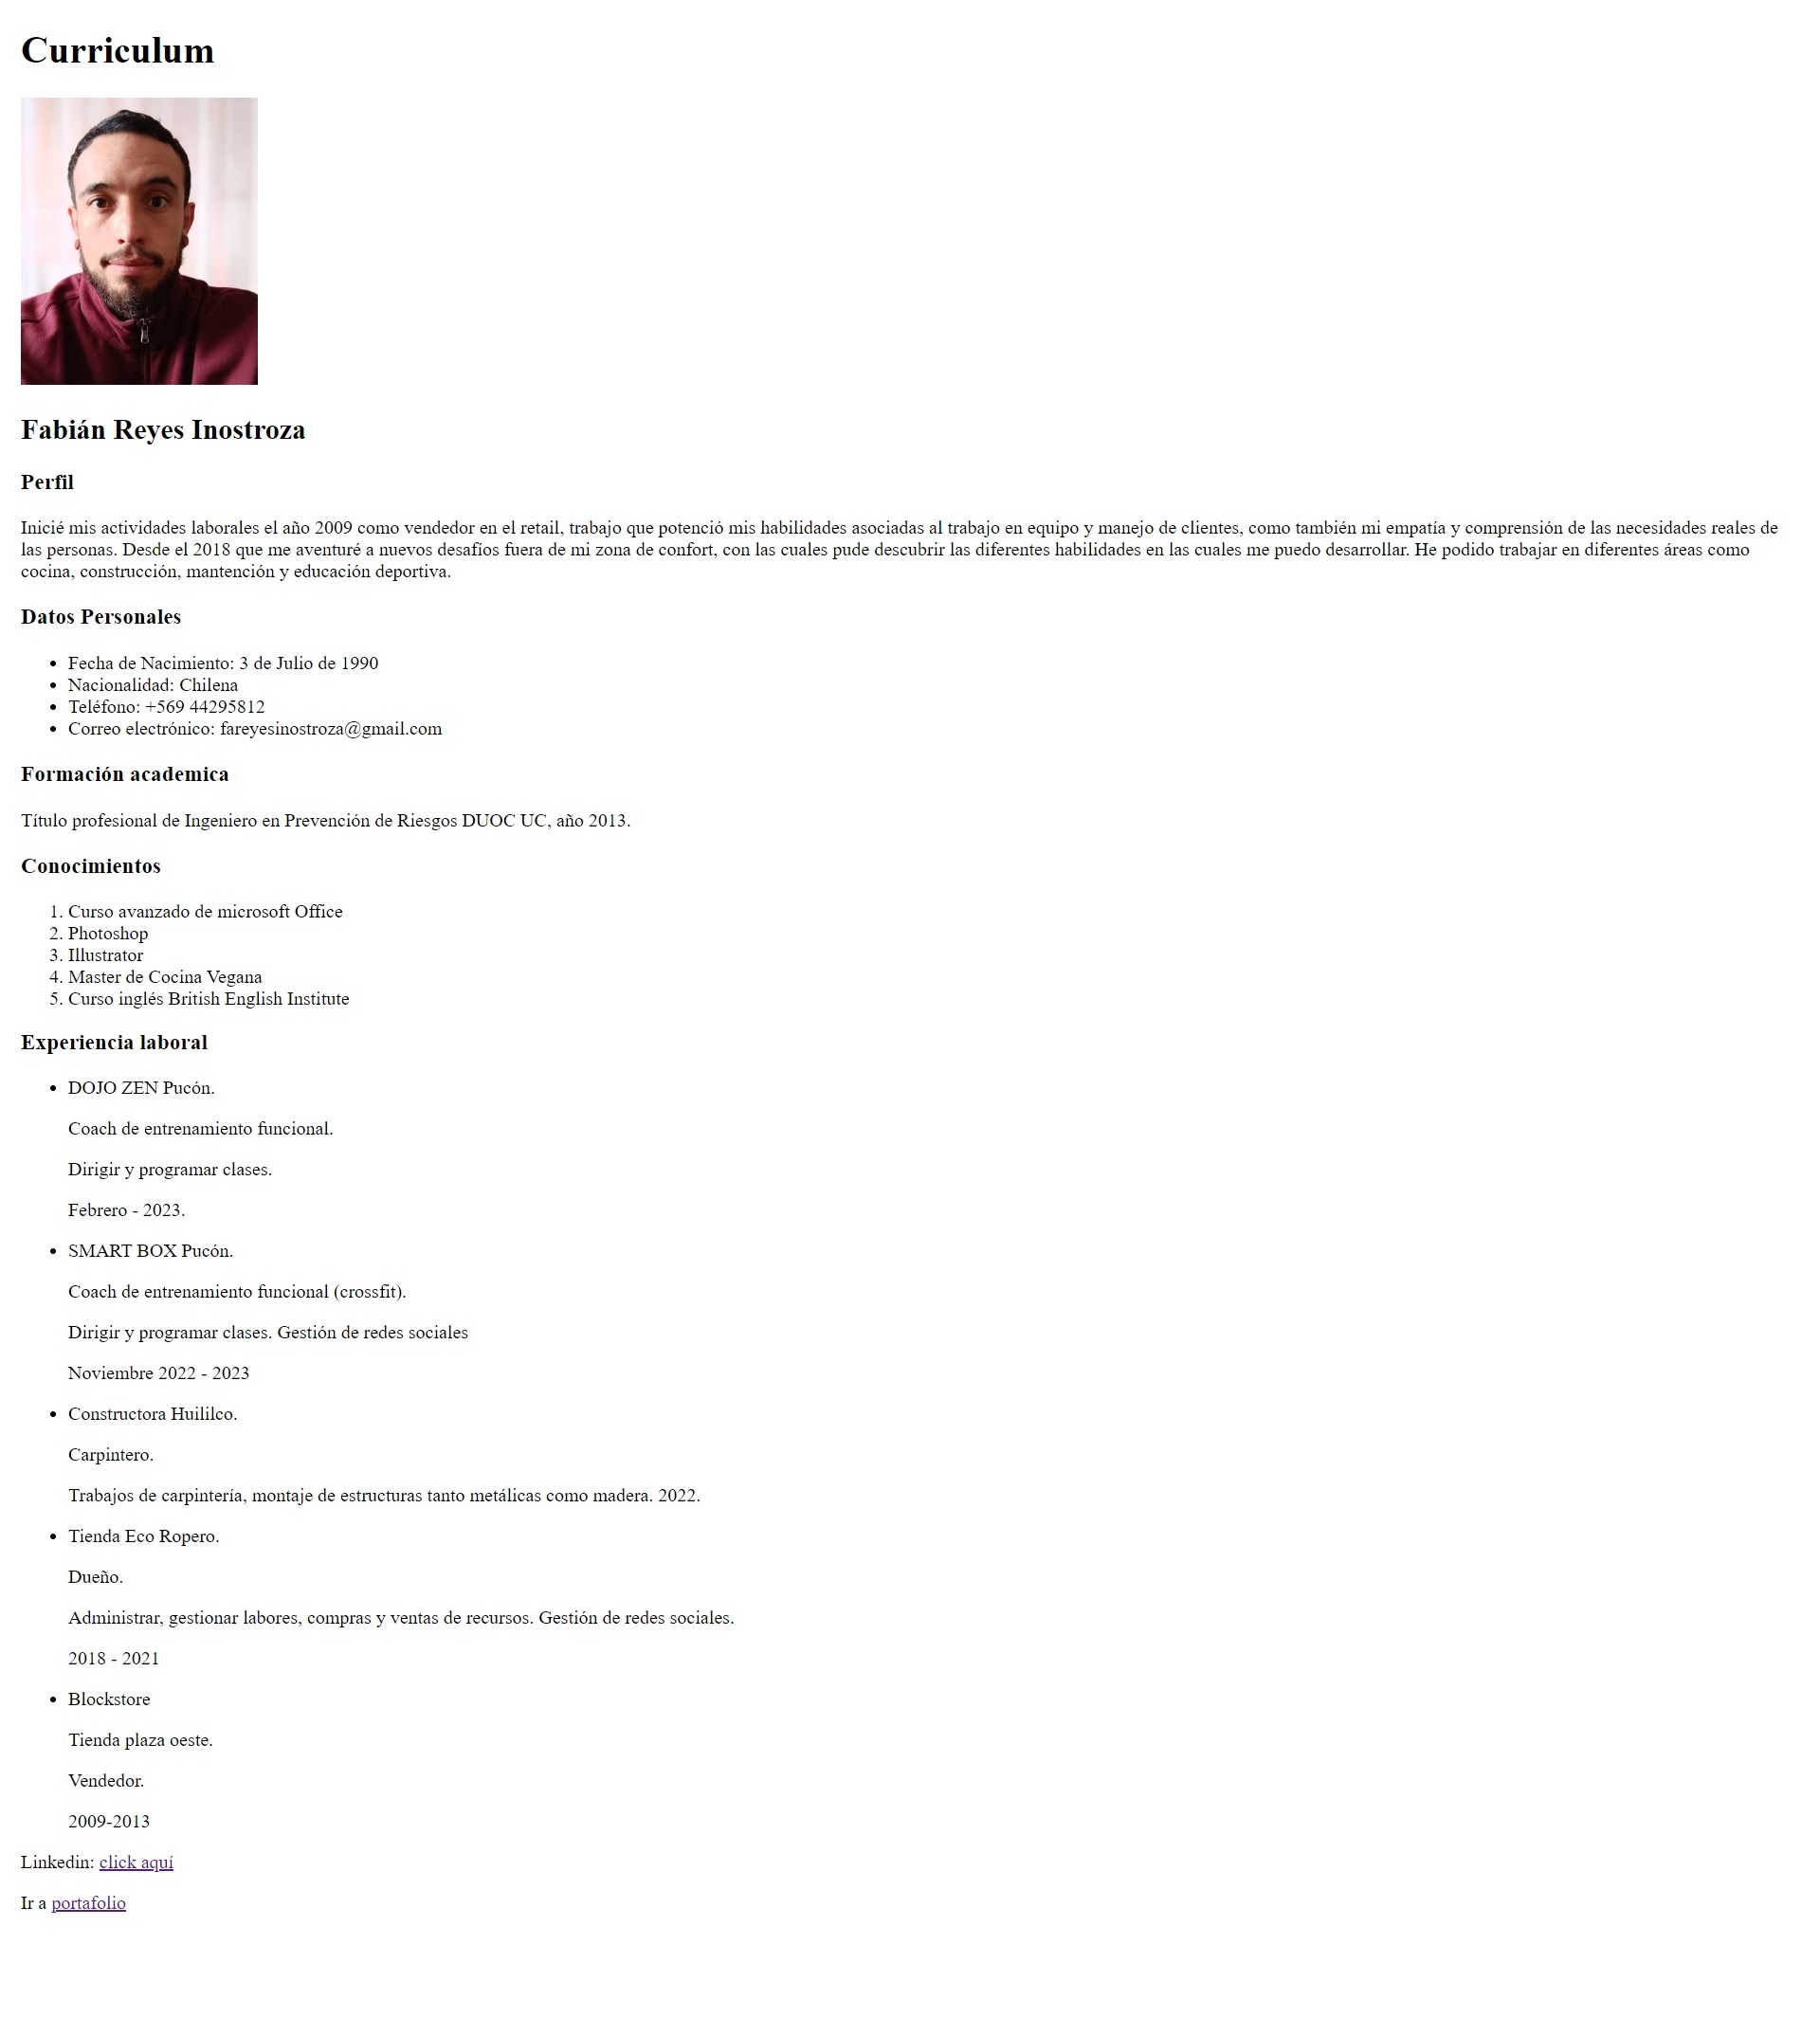 Curriculum
Fabián Reyes Inostroza
Perfil
Inicié mis actividades laborales el año 2009 como vendedor en el retail, trabajo que potenció mis habilidades asociadas al trabajo en equipo y manejo de clientes, como también mi empatía y comprensión de las necesidades reales de
las personas. Desde el 2018 que me aventuré a nuevos desafíos fuera de mi zona de confort, con las cuales pude descubrir las diferentes habilidades en las cuales me puedo desarrollar. He podido trabajar en diferentes áreas como
cocina, construcción, mantención y educación deportiva.
Datos Personales
• Fecha de Nacimiento: 3 de Julio de 1990
• Nacionalidad: Chilena
• Teléfono: +569 44295812
• Correo electrónico: fareyesinostroza@gmail.com
Formación academica
Título profesional de Ingeniero en Prevención de Riesgos DUOC UC, año 2013.
Conocimientos
1. Curso avanzado de microsoft Office
2. Photoshop
3. Illustrator
4. Master de Cocina Vegana
5. Curso inglés British English Institute
Experiencia laboral
• DOJO ZEN Pucón.
Coach de entrenamiento funcional.
Dirigir y programar clases.
Febrero - 2023.
• SMART BOX Pucón.
Coach de entrenamiento funcional (crossfit).
Dirigir y programar clases. Gestión de redes sociales
Noviembre 2022 - 2023
• Constructora Huililco.
Carpintero.
Trabajos de carpintería, montaje de estructuras tanto metálicas como madera. 2022.
• Tienda Eco Ropero.
Dueño.
Administrar, gestionar labores, compras y ventas de recursos. Gestión de redes sociales.
2018 - 2021
• Blockstore
Tienda plaza oeste.
Vendedor.
2009-2013
Linkedin: click aquí
Ir a portafolio